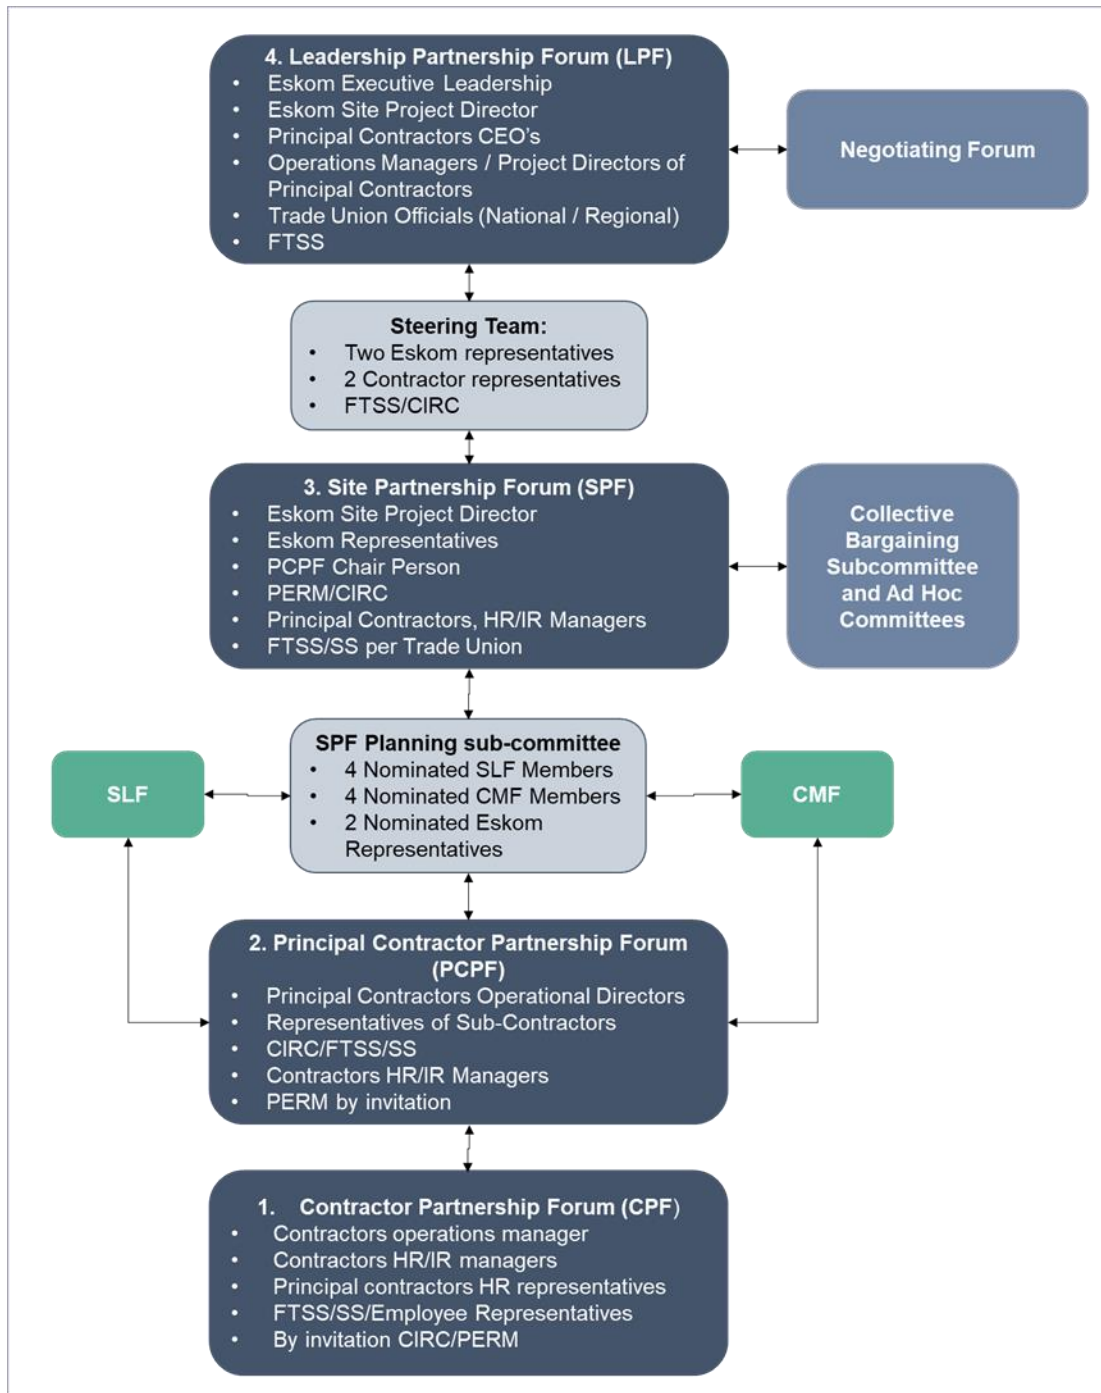 4. Leadership Partnership Forum (LPF)
• Eskom Executive Leadership
• Eskom Site Project Director
• Principal Contractors CEO's
• Operations Managers / Project Directors of
Principal Contractors
• Trade Union Officials (National / Regional)
• FTSS
Negotiating Forum
Steering Team:
• Two Eskom representatives
• 2 Contractor representatives
• FTSS/CIRC
3. Site Partnership Forum (SPF)
• Eskom Site Project Director
• Eskom Representatives
• PCPF Chair Person
• PERM/CIRC
• Principal Contractors, HR/IR Managers
• FTSS/SS per Trade Union
Collective
Bargaining
Subcommittee
and Ad Hoc
Committees
SPF Planning sub-committee
• 4 Nominated SLF Members
• 4 Nominated CMF Members
• 2 Nominated Eskom
Representatives
SLF
CMF
2. Principal Contractor Partnership Forum
(PCPF)
• Principal Contractors Operational Directors
• Representatives of Sub-Contractors
• CIRC/FTSS/SS
• Contractors HR/IR Managers
• PERM by invitation
1. Contractor Partnership Forum (CPF)
• Contractors operations manager
• Contractors HR/IR managers
• Principal contractors HR representatives
• FTSS/SS/Employee Representatives
• By invitation CIRC/PERM